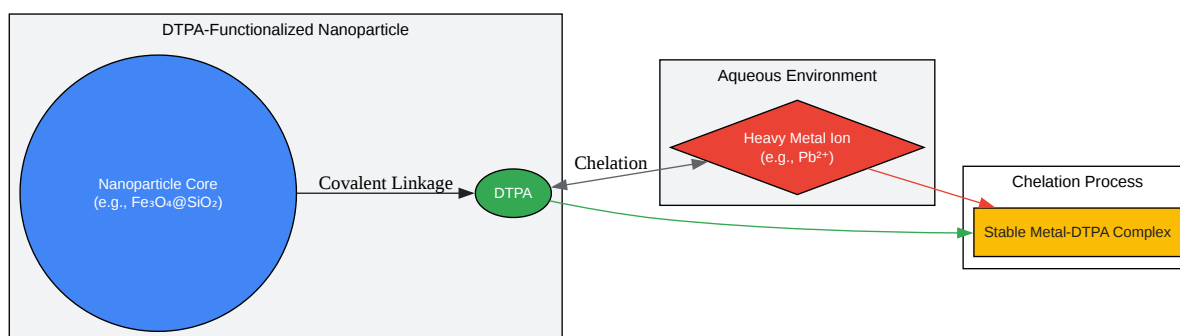 DTPA-Functionalized Nanoparticle
Nanoparticle Core
(e.g., Fe₃O₄@SiO₂)
Covalent Linkage
DTPA
Chelation
Aqueous Environment
Heavy Metal Ion
(e.g., Pb²⁺)
Chelation Process
Stable Metal-DTPA Complex